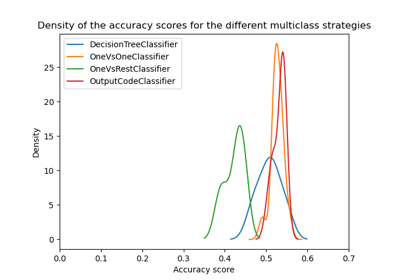 Density of the accuracy scores for the different multiclass strategies
DecisionTreeClassifier
OneVsOneClassifier
OneVsRestClassifier
OutputCodeClassifier
Density
25
20
15
10
5
0
0.0 0.1 0.2 0.3 0.4 0.5 0.6 0.7
Accuracy score